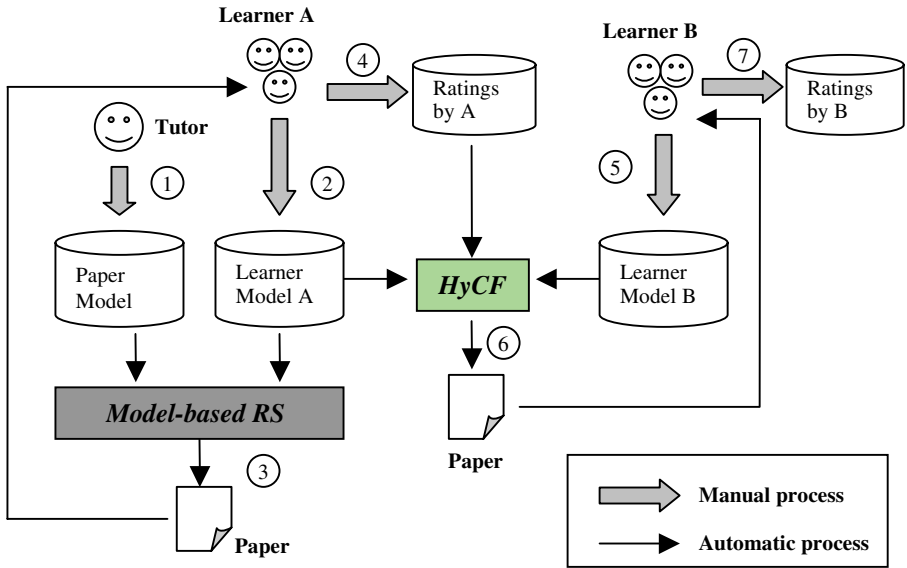 Learner A
Learner B
4
7
Ratings
by A
Ratings
by B
Tutor
1
2
5
Paper
Model
Learner
Model A
HyCF
Learner
Model B
6
Model-based RS
Paper
3
Paper
Manual process
Automatic process